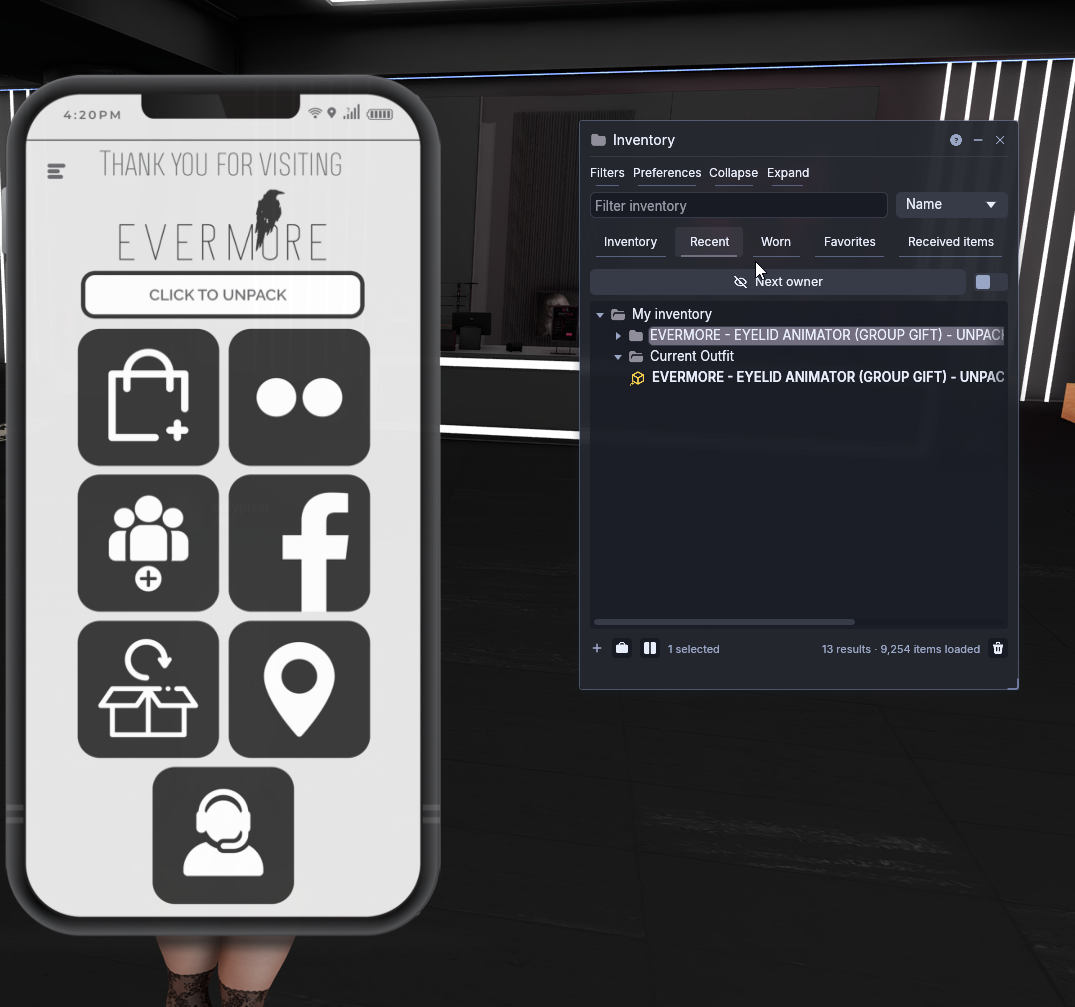 4:20PM
THANK YOU FOR VISITING
EVERMORE
CLICK TO UNPACK
Inventory
Filters Preferences Collapse Expand
Filter inventory
Name
Inventory Recent Worn Favorites Received items
Next owner
My inventory
EVERMORE - EYELID ANIMATOR (GROUP GIFT) - UNPACK
Current Outfit
EVERMORE - EYELID ANIMATOR (GROUP GIFT) - UNPAC
1 selected
13 results · 9,254 items loaded